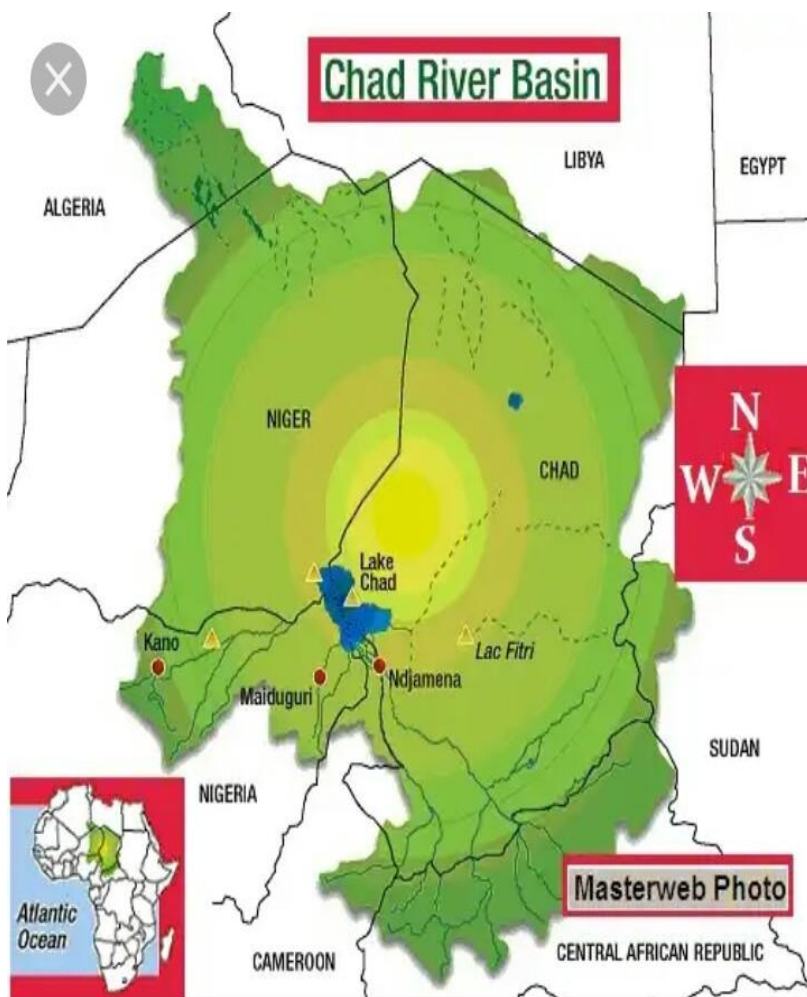 Chad River Basin
LIBYA
EGYPT
ALGERIA
N
W E
S
NIGER
CHAD
Lake
Chad
Kano
Lac Fitri
Ndjamena
Maiduguri
SUDAN
NIGERIA
Masterweb Photo
Atlantic
Ocean
CAMEROON
CENTRAL AFRICAN REPUBLIC